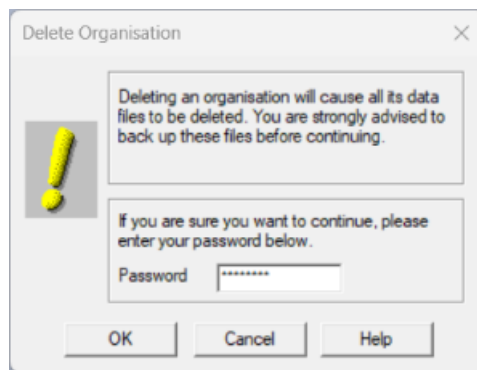 Delete Organisation
Deleting an organisation will cause all its data
files to be deleted. You are strongly advised to
back up these files before continuing.
If you are sure you want to continue, please
enter your password below.
Password ********
OK Cancel Help